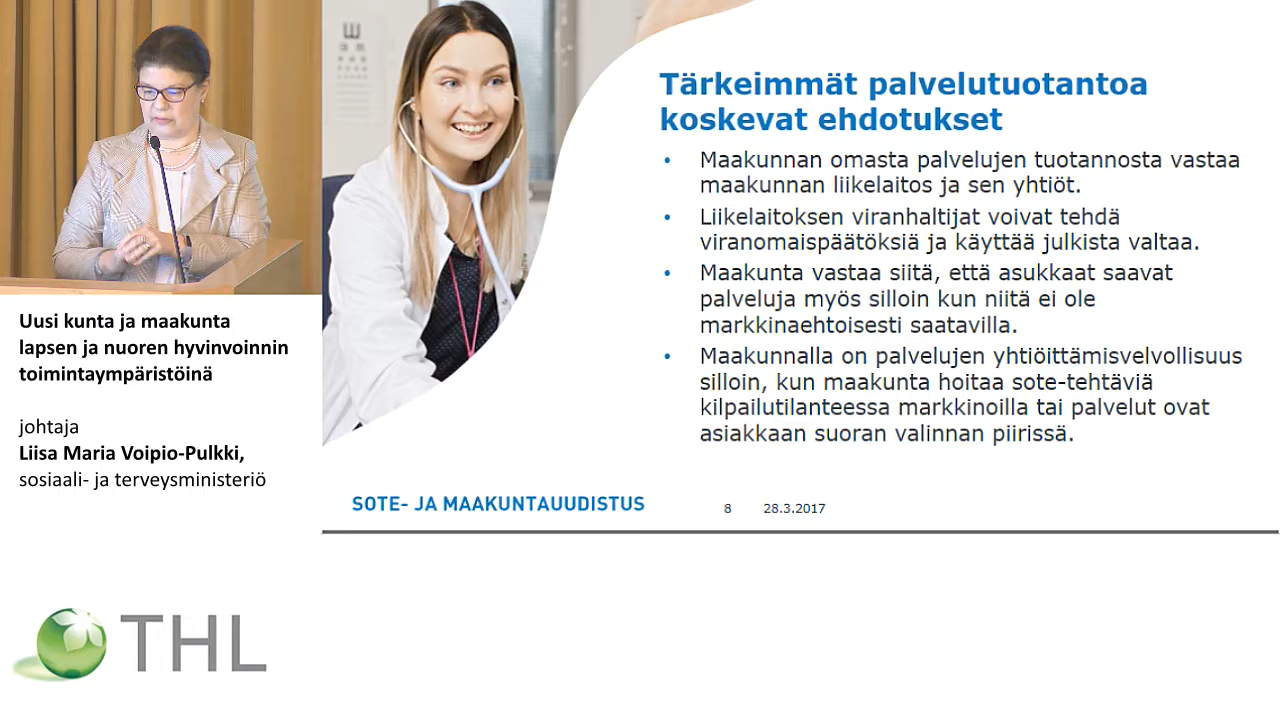 Uusi kunta ja maakunta
lapsen ja nuoren hyvinvoinnin
toimintaympäristöinä
johtaja
Liisa Maria Voipio-Pulkki,
sosiaali- ja terveysministeriö
THL
Tärkeimmät palvelutuotantoa
koskevat ehdotukset
• Maakunnan omasta palvelujen tuotannosta vastaa
maakunnan liikelaitos ja sen yhtiöt.
• Liikelaitoksen viranhaltijat voivat tehdä
viranomaispäätöksiä ja käyttää julkista valtaa.
• Maakunta vastaa siitä, että asukkaat saavat
palveluja myös silloin kun niitä ei ole
markkinaehtoisesti saatavilla.
• Maakunnalla on palvelujen yhtiöittämisvelvollisuus
silloin, kun maakunta hoitaa sote-tehtäviä
kilpailutilanteessa markkinoilla tai palvelut ovat
asiakkaan suoran valinnan piirissä.
SOTE- JA MAAKUNTAUUDISTUS
8 28.3.2017